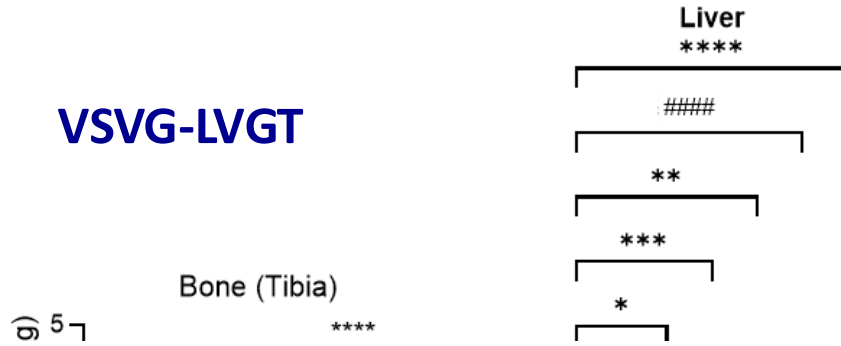 Liver
****
VSVG-LVGT
####
**
***
Bone (Tibia)
*
5
****
g)